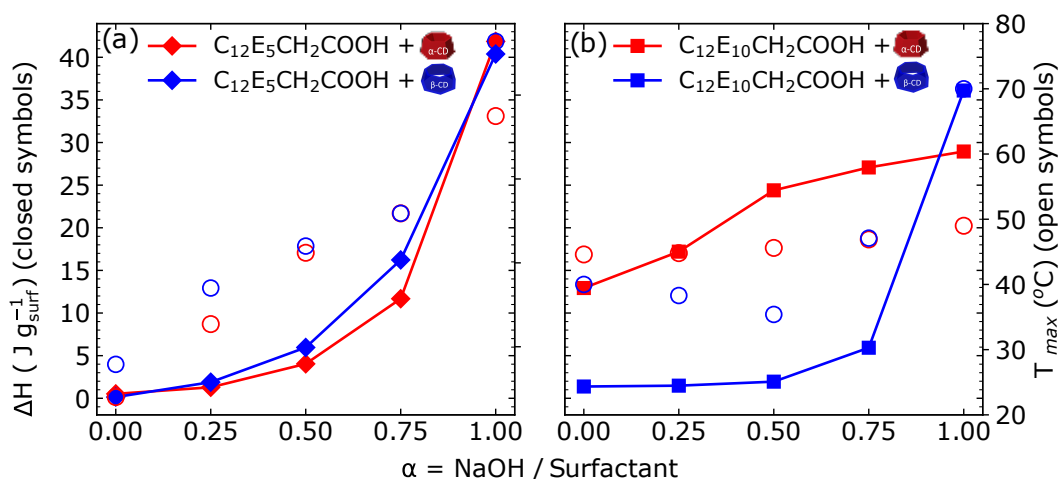 (a)
C12E5CH2COOH + α-CD
C12E5CH2COOH + β-CD
(b)
C12E10CH2COOH + α-CD
C12E10CH2COOH + β-CD
ΔH ( J g⁻¹surf) (closed symbols)
40
35
30
25
20
15
10
5
0
0.00 0.25 0.50 0.75 1.00
0.00 0.25 0.50 0.75 1.00
80
70
60
50
40
30
20
T max (°C) (open symbols)
α = NaOH / Surfactant